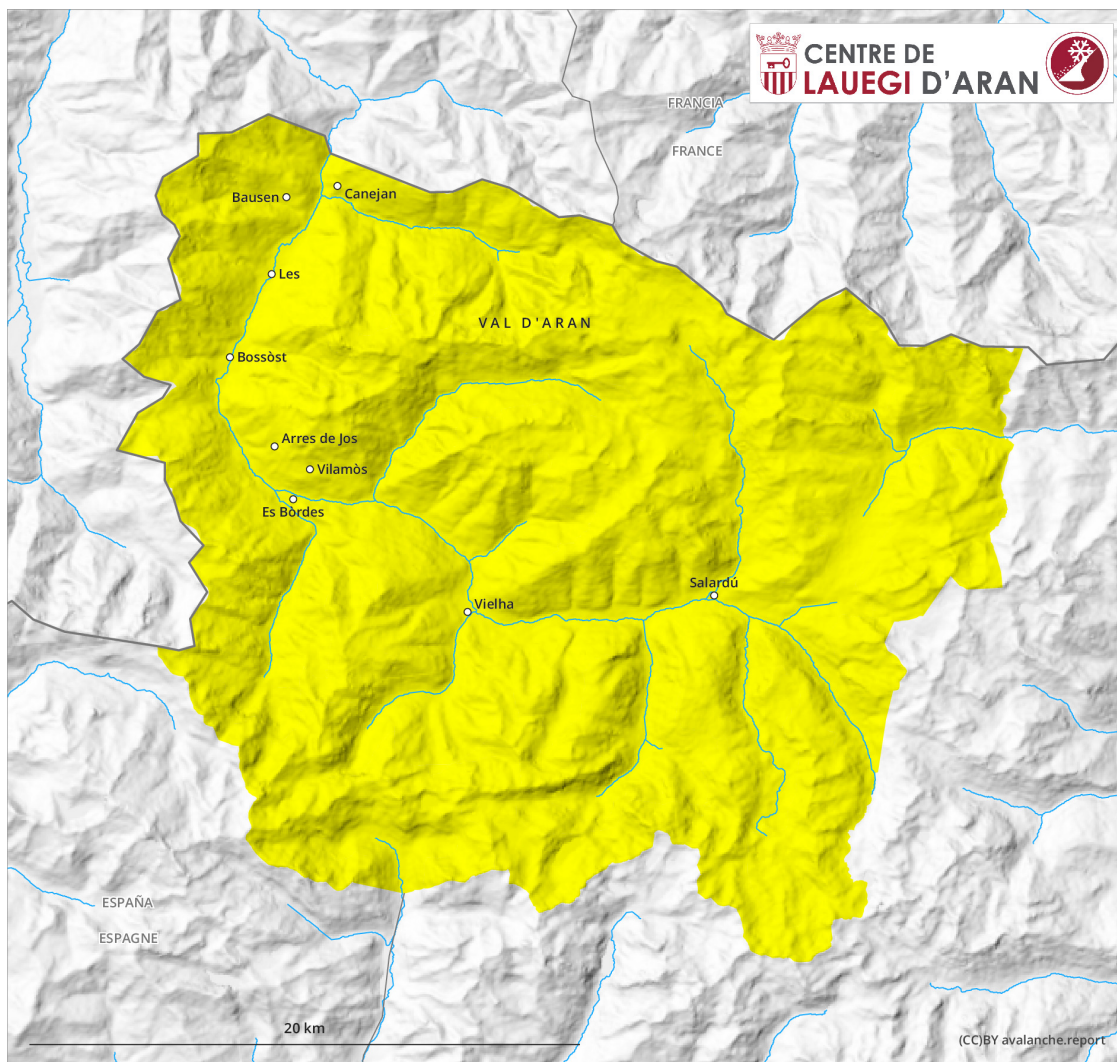 CENTRE DE
LAUEGI D'ARAN
FRANCIA
FRANCE
Bausen
Canejan
Les
VAL D'ARAN
Bossòst
Arres de Jos
Vilamòs
Es Bòrdes
Salardú
Vielha
ESPAÑA
ESPAGNE
20 km
(CC)BY avalanche.report